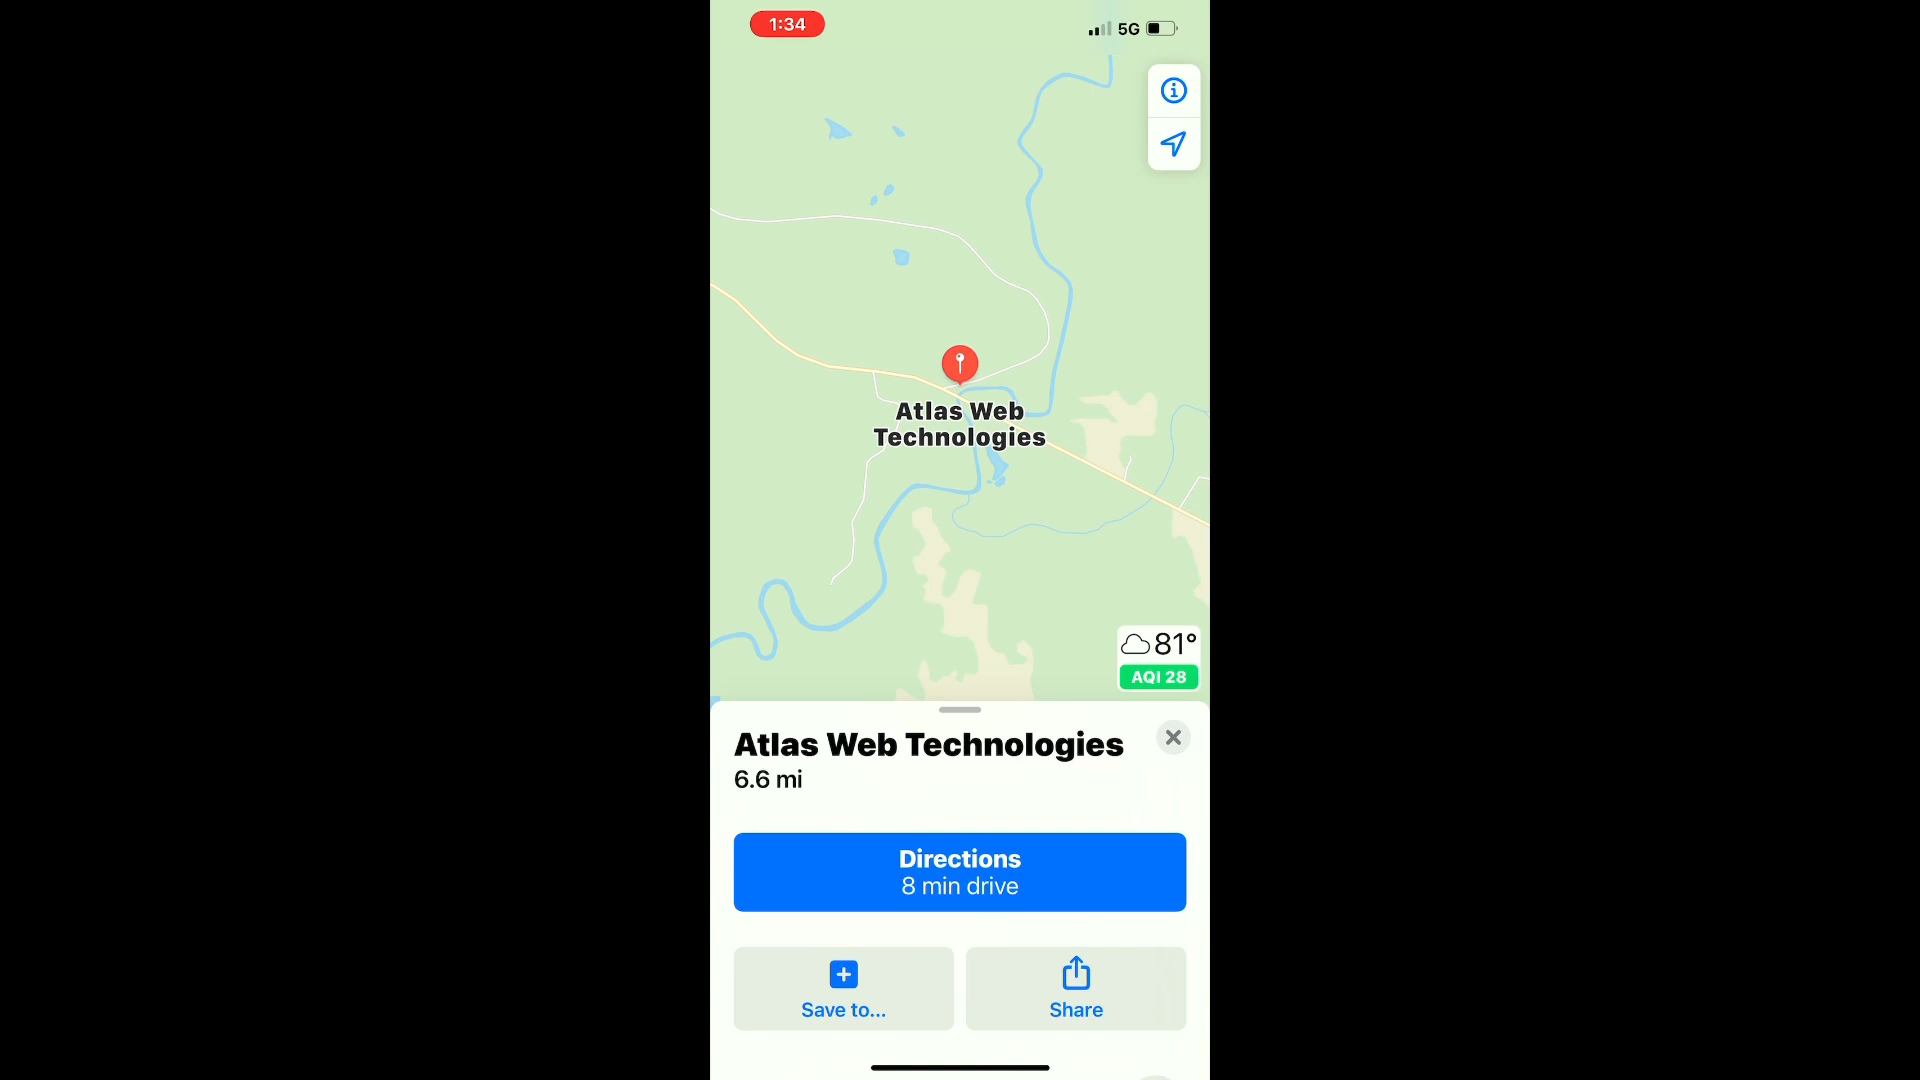 1:34
5G
Atlas Web
Technologies
81°
AQI 28
Atlas Web Technologies
6.6 mi
Directions
8 min drive
Save to...
Share